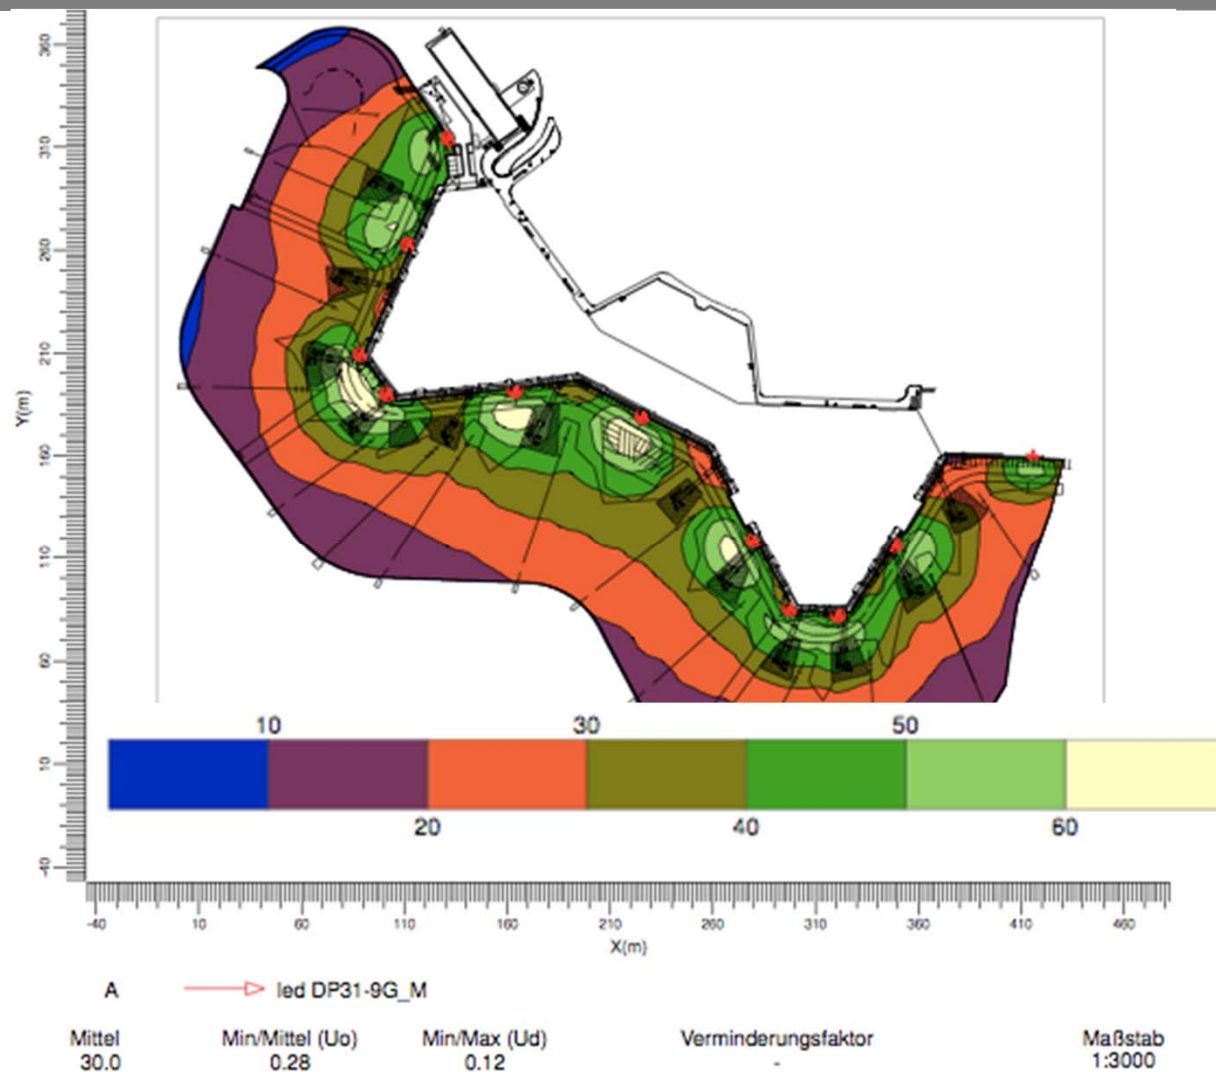 360
310
260
210
160
110
60
10
-40
Y(m)
10 30 50
20 40 60
-40 10 60 110 160 210 260 310 360 410 460
X(m)
A led DP31-9G_M
Mittel Min/Mittel (Uo) Min/Max (Ud) Verminderungsfaktor Maßstab
30.0 0.28 0.12 - 1:3000